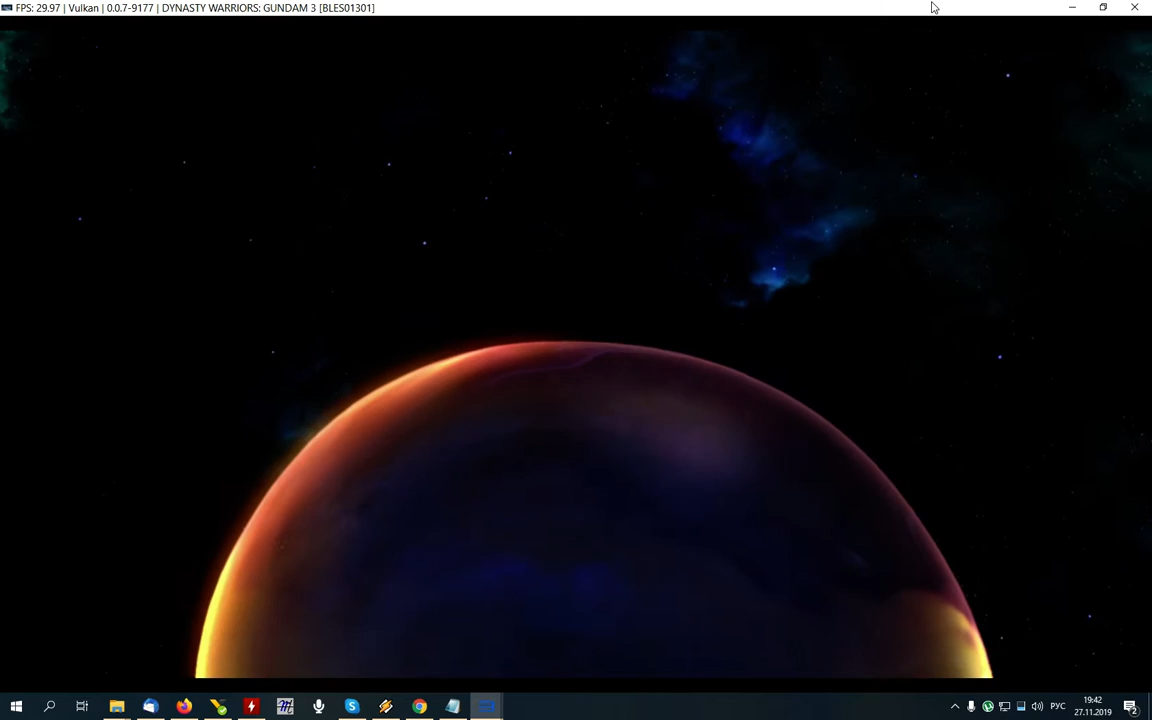 FPS: 29.97 | Vulkan | 0.0.7-9177 | DYNASTY WARRIORS: GUNDAM 3 [BLES01301]
РУС
19:42
27.11.2019
2